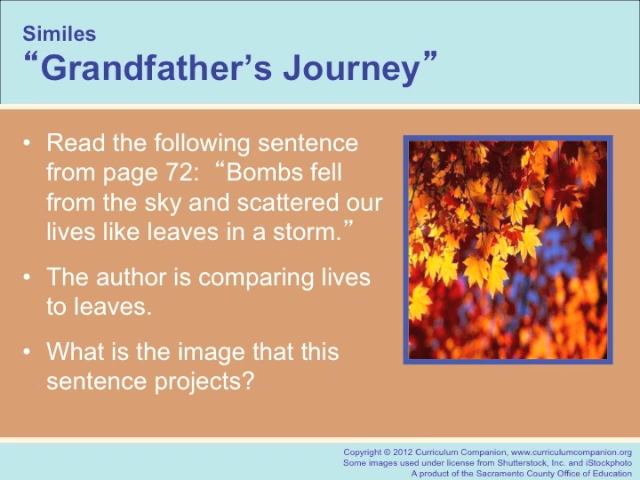 Similes
“Grandfather’s Journey”
• Read the following sentence
from page 72: “Bombs fell
from the sky and scattered our
lives like leaves in a storm.”
• The author is comparing lives
to leaves.
• What is the image that this
sentence projects?
Copyright © 2012 Curriculum Companion, www.curriculumcompanion.org
Some images used under license from Shutterstock, Inc. and iStockphoto
A product of the Sacramento County Office of Education